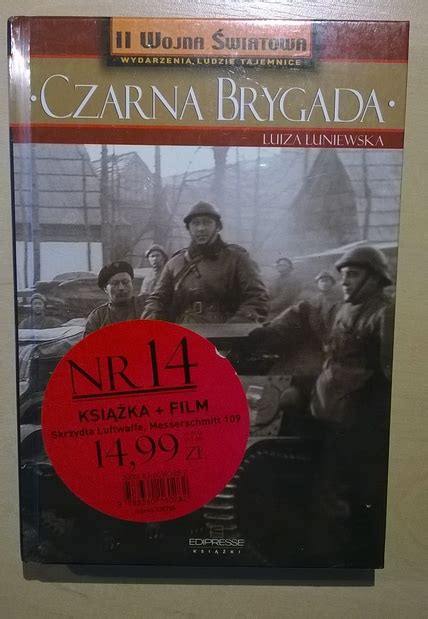 II WOJNA ŚWIATOWA
WYDARZENIA, LUDZIE TAJEMNICE
·CZARNA BRYGADA·
LUIZA ŁUNIEWSKA
NR 14
KSIĄŻKA + FILM
Skrzydła Luftwaffe, Messerschmitt 109
14,99 ZŁ
EDIPRESSE
KSIĄŻKI